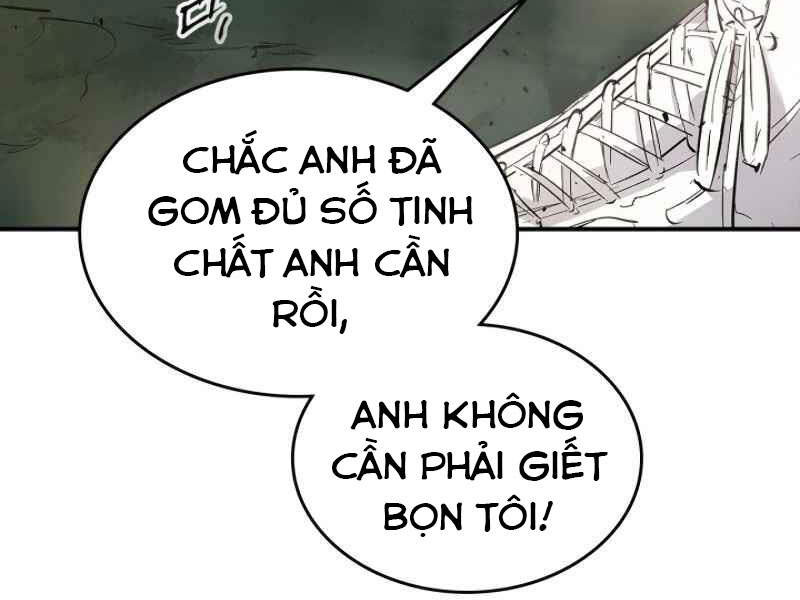 CHẮC ANH ĐÃ
GOM ĐỦ SỐ TINH
CHẤT ANH CẦN
RỒI,
ANH KHÔNG
CẦN PHẢI GIẾT
BỌN TÔI!